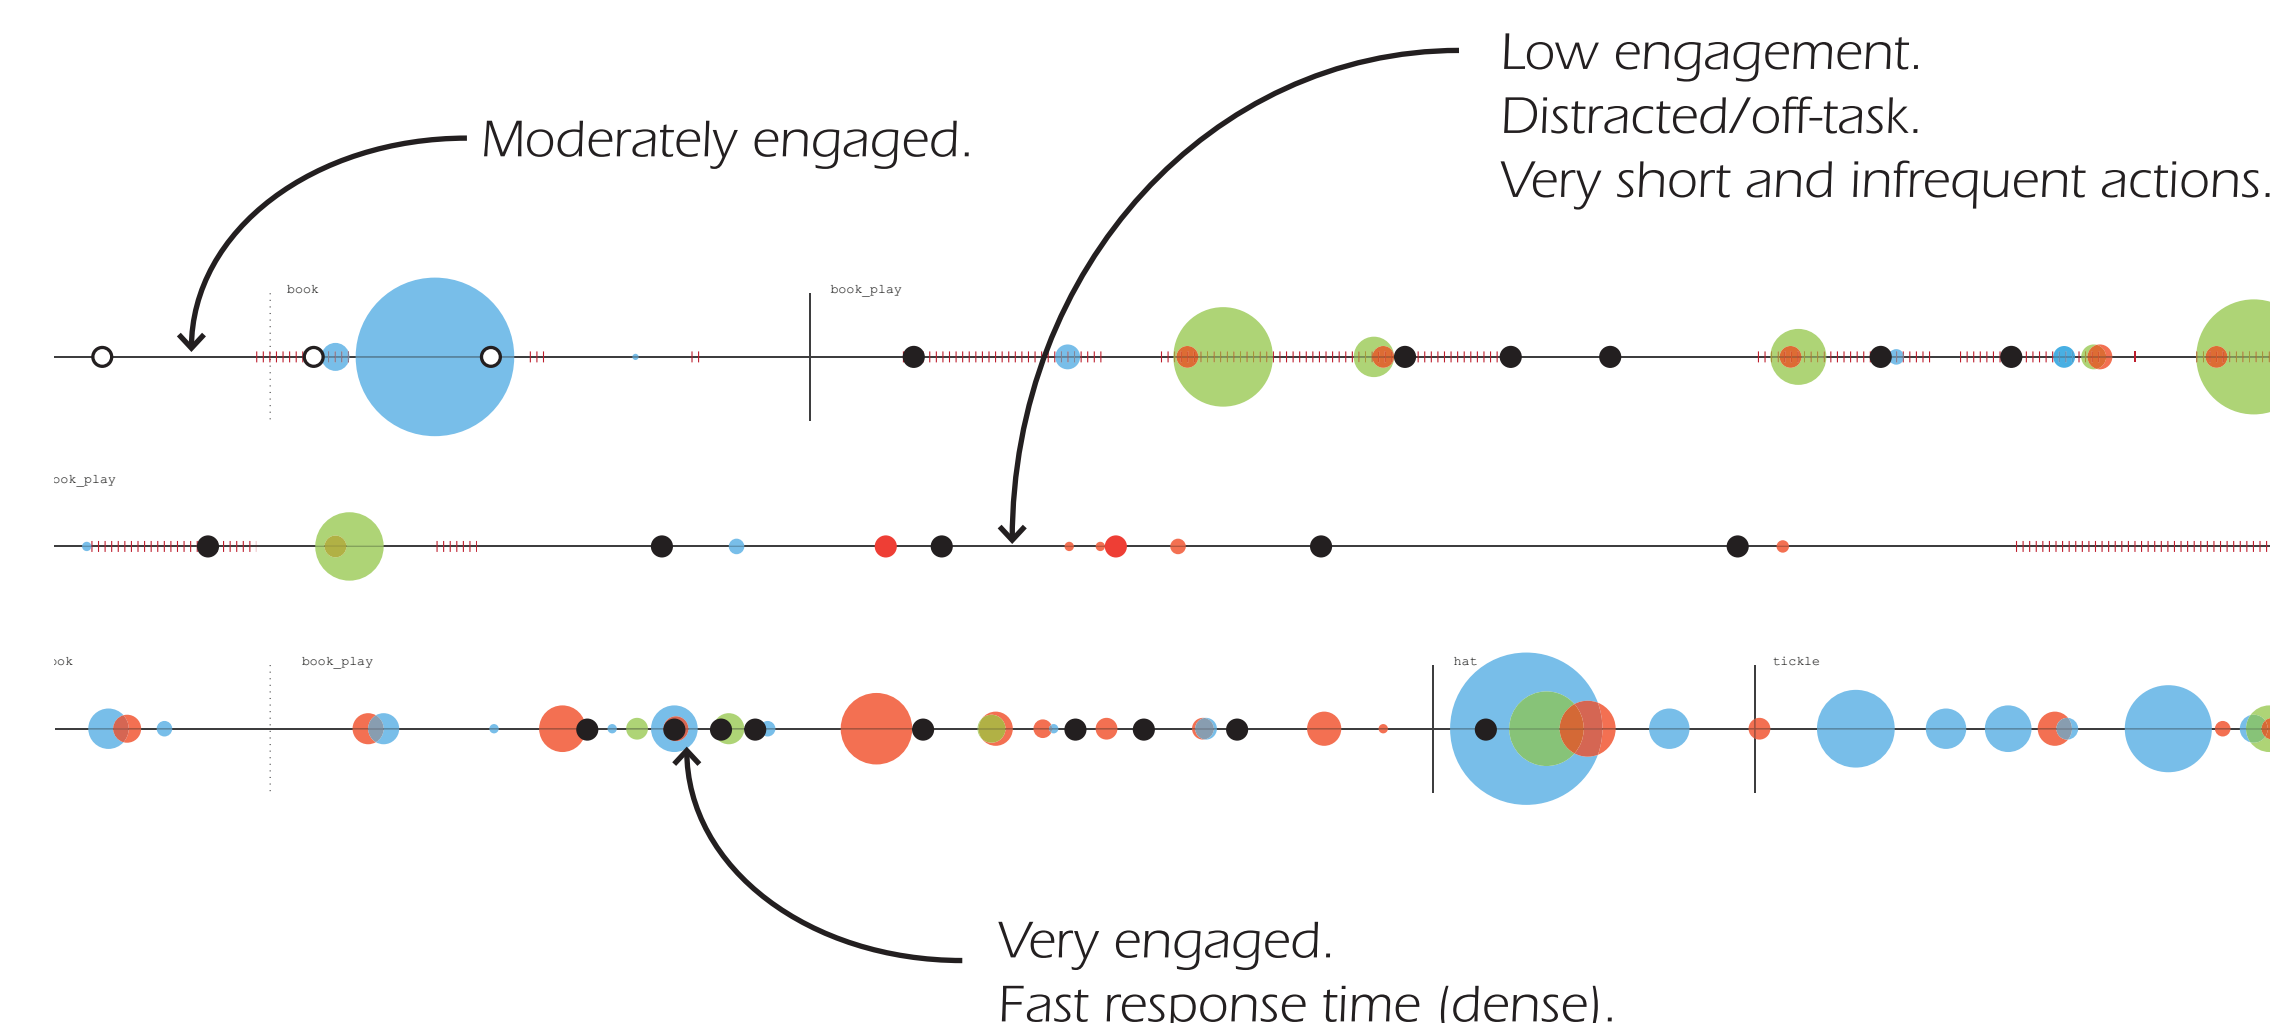 Low engagement.
Distracted/off-task.
Very short and infrequent actions.
Moderately engaged.
book
book_play
ook_play
ook
book_play
hat
tickle
Very engaged.
Fast response time (dense).